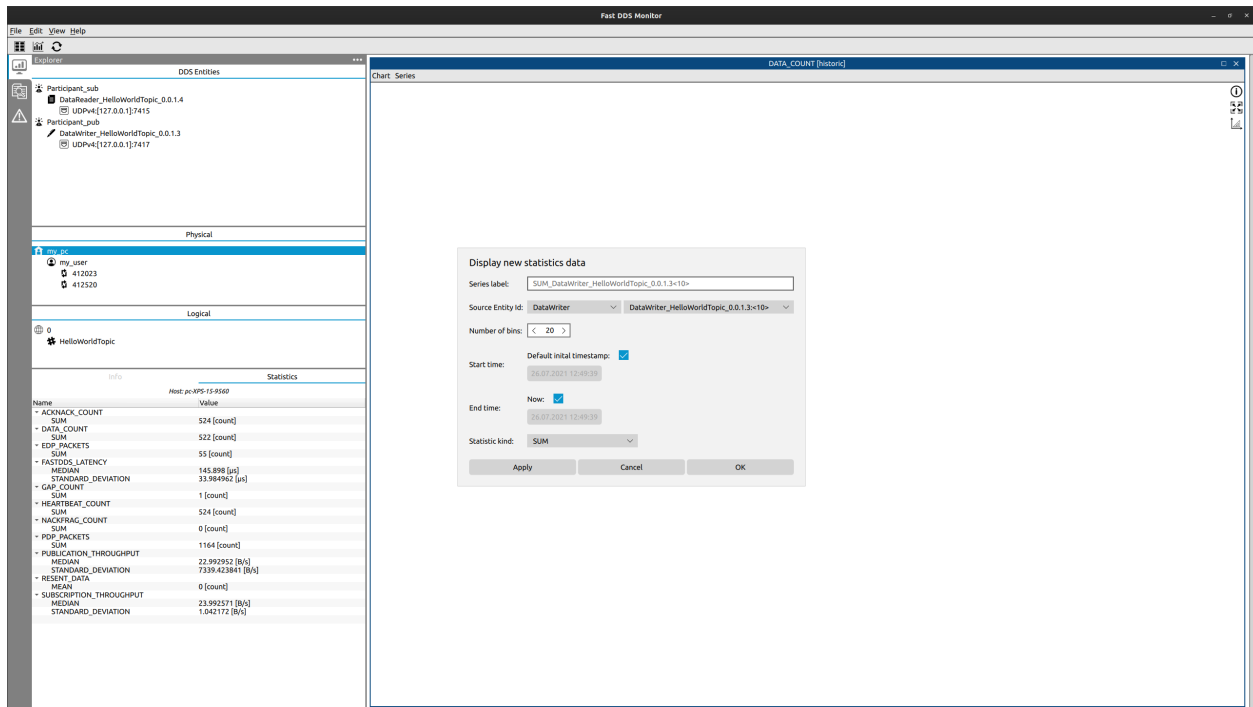 Fast DDS Monitor
File Edit View Help
Explorer
DDS Entities
Participant_sub
DataReader_HelloWorldTopic_0.0.1.4
UDPv4:[127.0.0.1]:7415
Participant_pub
DataWriter_HelloWorldTopic_0.0.1.3
UDPv4:[127.0.0.1]:7417
Physical
my_pc
my_user
412023
412520
Logical
0
HelloWorldTopic
Info Statistics
Host: pc-XPS-15-9560
Name Value
ACKNACK_COUNT
SUM 524 [count]
DATA_COUNT
SUM 522 [count]
EDP_PACKETS
SUM 55 [count]
FASTDDS_LATENCY
MEDIAN 145.898 [μs]
STANDARD_DEVIATION 33.984962 [μs]
GAP_COUNT
SUM 1 [count]
HEARTBEAT_COUNT
SUM 524 [count]
NACKFRAG_COUNT
SUM 0 [count]
PDP_PACKETS
SUM 1164 [count]
PUBLICATION_THROUGHPUT
MEDIAN 22.992952 [B/s]
STANDARD_DEVIATION 7339.423841 [B/s]
RESENT_DATA
MEAN 0 [count]
SUBSCRIPTION_THROUGHPUT
MEDIAN 23.992571 [B/s]
STANDARD_DEVIATION 1.042172 [B/s]
DATA_COUNT [historic]
Chart Series
Display new statistics data
Series label: SUM_DataWriter_HelloWorldTopic_0.0.1.3<10>
Source Entity Id: DataWriter DataWriter_HelloWorldTopic_0.0.1.3:<10>
Number of bins: < 20 >
Default inital timestamp:
Start time:
26.07.2021 12:49:39
Now:
End time:
26.07.2021 12:49:39
Statistic kind: SUM
Apply Cancel OK